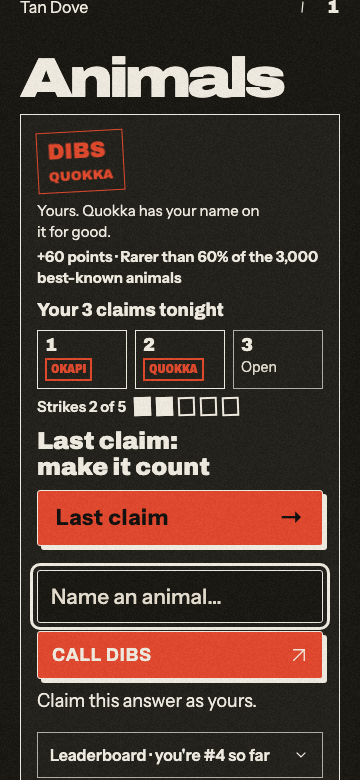 Tan Dove / 1
Animals
DIBS
QUOKKA
Yours. Quokka has your name on
it for good.
+60 points · Rarer than 60% of the 3,000
best-known animals
Your 3 claims tonight
1 2 3
OKAPI QUOKKA Open
Strikes 2 of 5
Last claim:
make it count
Last claim →
Name an animal...
CALL DIBS
Claim this answer as yours.
Leaderboard · you're #4 so far